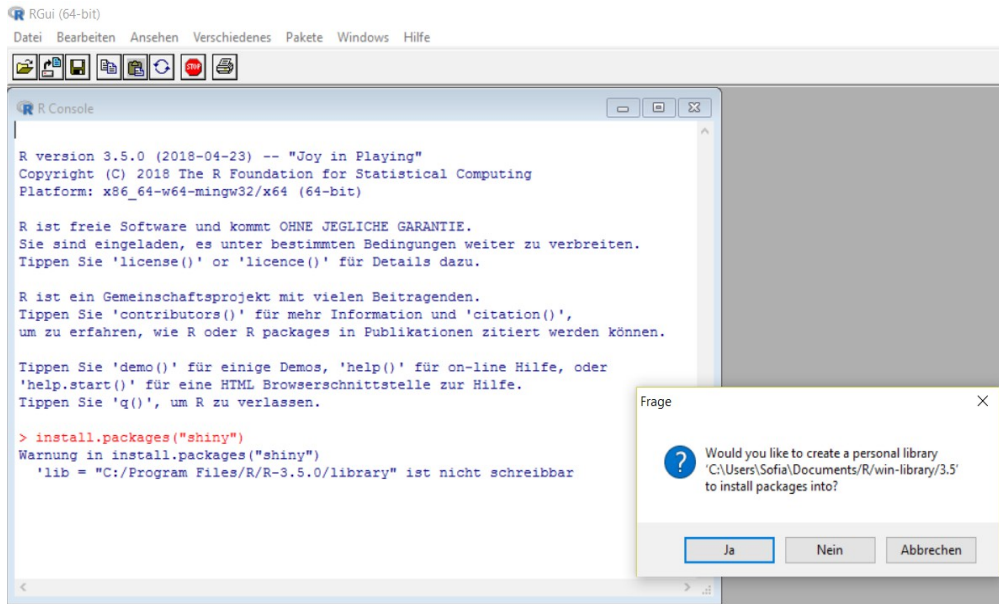 RGui (64-bit)
Datei Bearbeiten Ansehen Verschiedenes Pakete Windows Hilfe
STOP
R Console
R version 3.5.0 (2018-04-23) -- "Joy in Playing"
Copyright (C) 2018 The R Foundation for Statistical Computing
Platform: x86_64-w64-mingw32/x64 (64-bit)
R ist freie Software und kommt OHNE JEGLICHE GARANTIE.
Sie sind eingeladen, es unter bestimmten Bedingungen weiter zu verbreiten.
Tippen Sie 'license()' or 'licence()' für Details dazu.
R ist ein Gemeinschaftsprojekt mit vielen Beitragenden.
Tippen Sie 'contributors()' für mehr Information und 'citation()',
um zu erfahren, wie R oder R packages in Publikationen zitiert werden können.
Tippen Sie 'demo()' für einige Demos, 'help()' für on-line Hilfe, oder
'help.start()' für eine HTML Browserschnittstelle zur Hilfe.
Tippen Sie 'q()', um R zu verlassen.
> install.packages("shiny")
Warnung in install.packages("shiny")
'lib = "C:/Program Files/R/R-3.5.0/library" ist nicht schreibbar
Frage
Would you like to create a personal library
'C:\Users\Sofia\Documents/R/win-library/3.5'
to install packages into?
Ja Nein Abbrechen